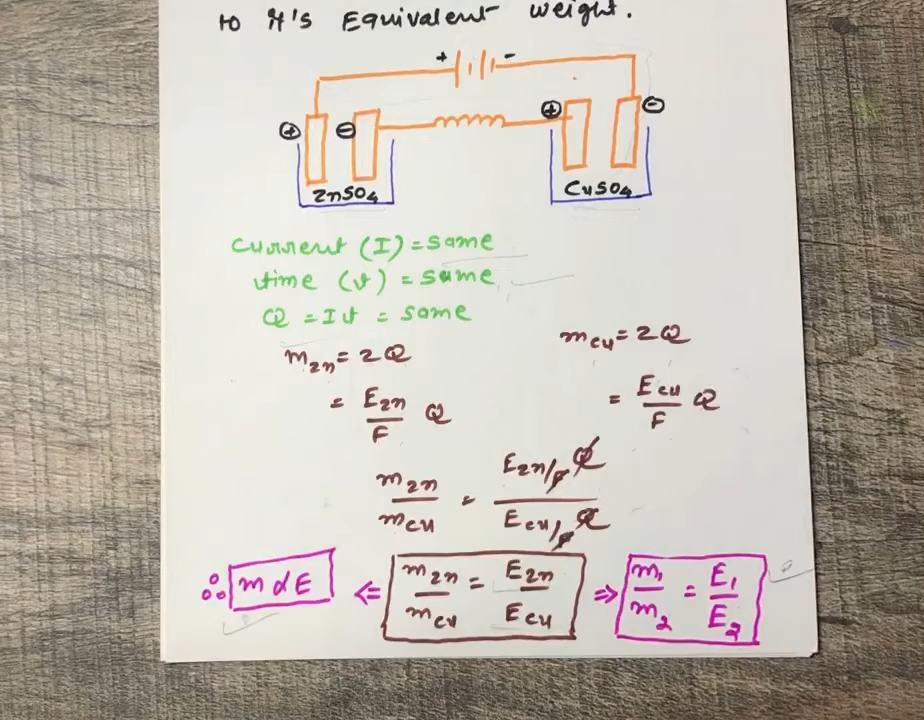 to It's Equivalent weight.
+ -
⊕ ⊖ ⊕ ⊖
ZnSO4 CuSO4
Current (I) = same
time (t) = same
Q = It = same
mzn = ZQ mcu = ZQ
= Ezn/F Q = Ecu/F Q
mzn/mcu = Ezn/F Q / Ecu/F Q
∴ m α E ⇐ mzn/mcu = Ezn/Ecu ⇒ m1/m2 = E1/E2